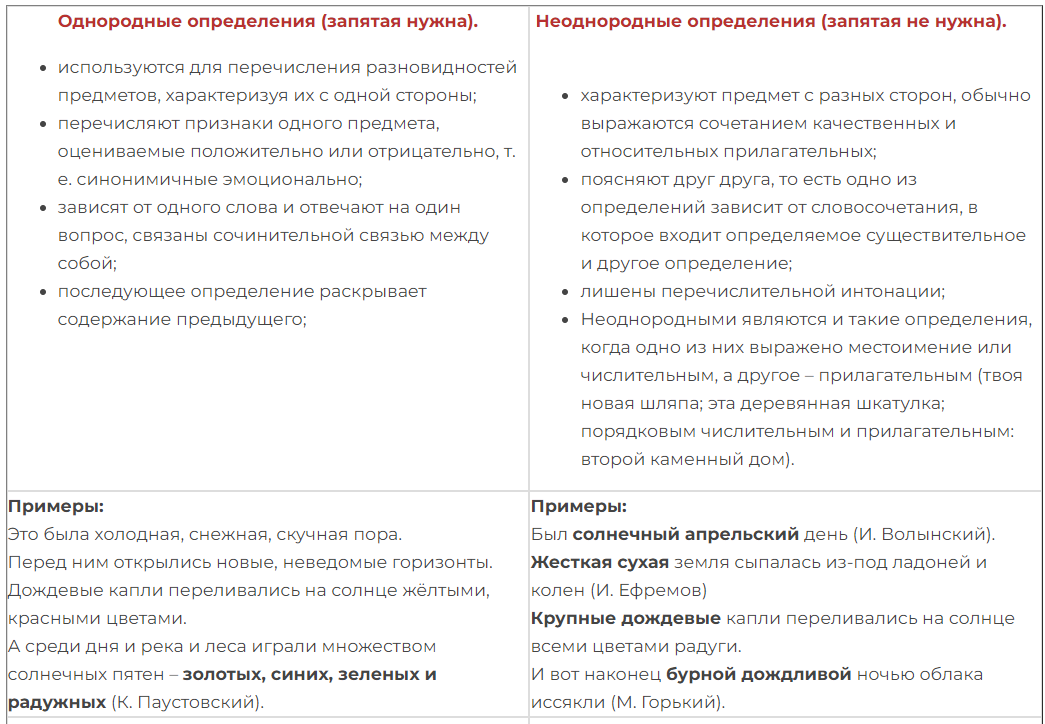 Однородные определения (запятая нужна).
• используются для перечисления разновидностей
предметов, характеризуя их с одной стороны;
• перечисляют признаки одного предмета,
оцениваемые положительно или отрицательно, т.
е. синонимичные эмоционально;
• зависят от одного слова и отвечают на один
вопрос, связаны сочинительной связью между
собой;
• последующее определение раскрывает
содержание предыдущего;
Неоднородные определения (запятая не нужна).
• характеризуют предмет с разных сторон, обычно
выражаются сочетанием качественных и
относительных прилагательных;
• поясняют друг друга, то есть одно из
определений зависит от словосочетания, в
которое входит определяемое существительное
и другое определение;
• лишены перечислительной интонации;
• Неоднородными являются и такие определения,
когда одно из них выражено местоимение или
числительным, а другое – прилагательным (твоя
новая шляпа; эта деревянная шкатулка;
порядковым числительным и прилагательным:
второй каменный дом).
Примеры:
Это была холодная, снежная, скучная пора.
Перед ним открылись новые, неведомые горизонты.
Дождевые капли переливались на солнце жёлтыми,
красными цветами.
А среди дня и река и леса играли множеством
солнечных пятен – золотых, синих, зеленых и
радужных (К. Паустовский).
Примеры:
Был солнечный апрельский день (И. Волынский).
Жесткая сухая земля сыпалась из-под ладоней и
колен (И. Ефремов)
Крупные дождевые капли переливались на солнце
всеми цветами радуги.
И вот наконец бурной дождливой ночью облака
иссякли (М. Горький).